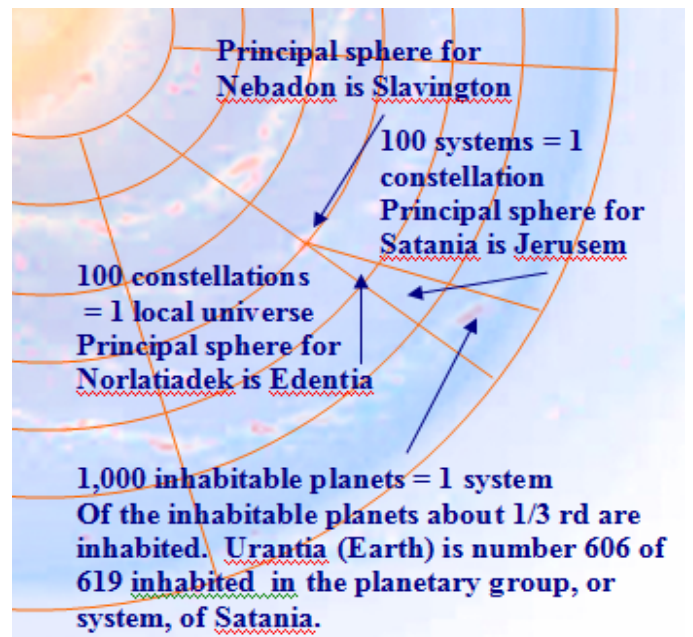 Principal sphere for
Nebadon is Slavington
100 systems = 1
constellation
Principal sphere for
Satania is Jerusem
100 constellations
= 1 local universe
Principal sphere for
Norlatiadek is Edentia
1,000 inhabitable planets = 1 system
Of the inhabitable planets about 1/3 rd are
inhabited.  Urantia (Earth) is number 606 of
619 inhabited  in the planetary group, or
system, of Satania.